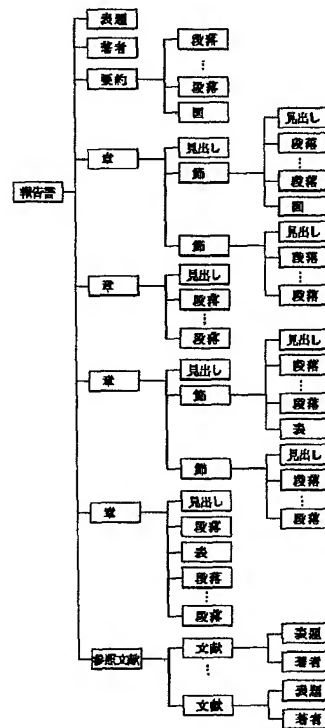 報告書
表題
著者
要約
段落
段落
図
章
見出し
節
見出し
段落
段落
図
節
見出し
段落
段落
章
見出し
段落
段落
章
見出し
節
見出し
段落
段落
表
節
見出し
段落
段落
章
見出し
段落
表
段落
段落
参照文献
文献
表題
著者
文献
表題
著者